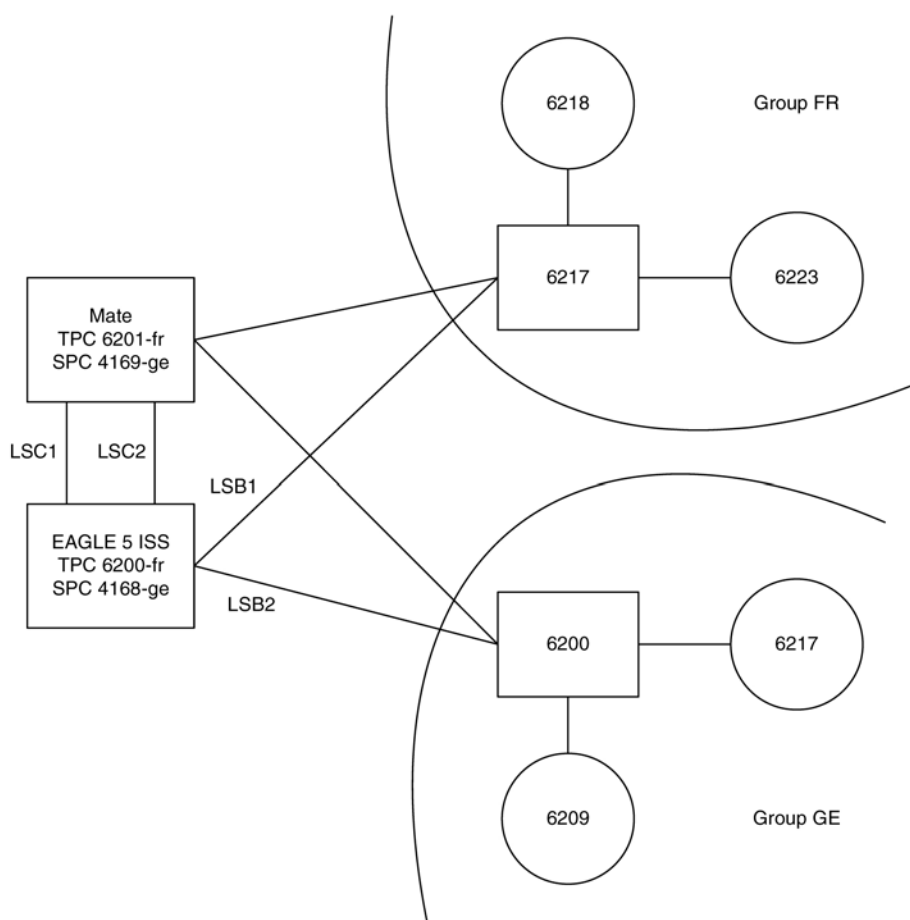 6218
Group FR
6217
6223
Mate
TPC 6201-fr
SPC 4169-ge
LSC1
LSC2
LSB1
EAGLE 5 ISS
TPC 6200-fr
SPC 4168-ge
LSB2
6200
6217
6209
Group GE